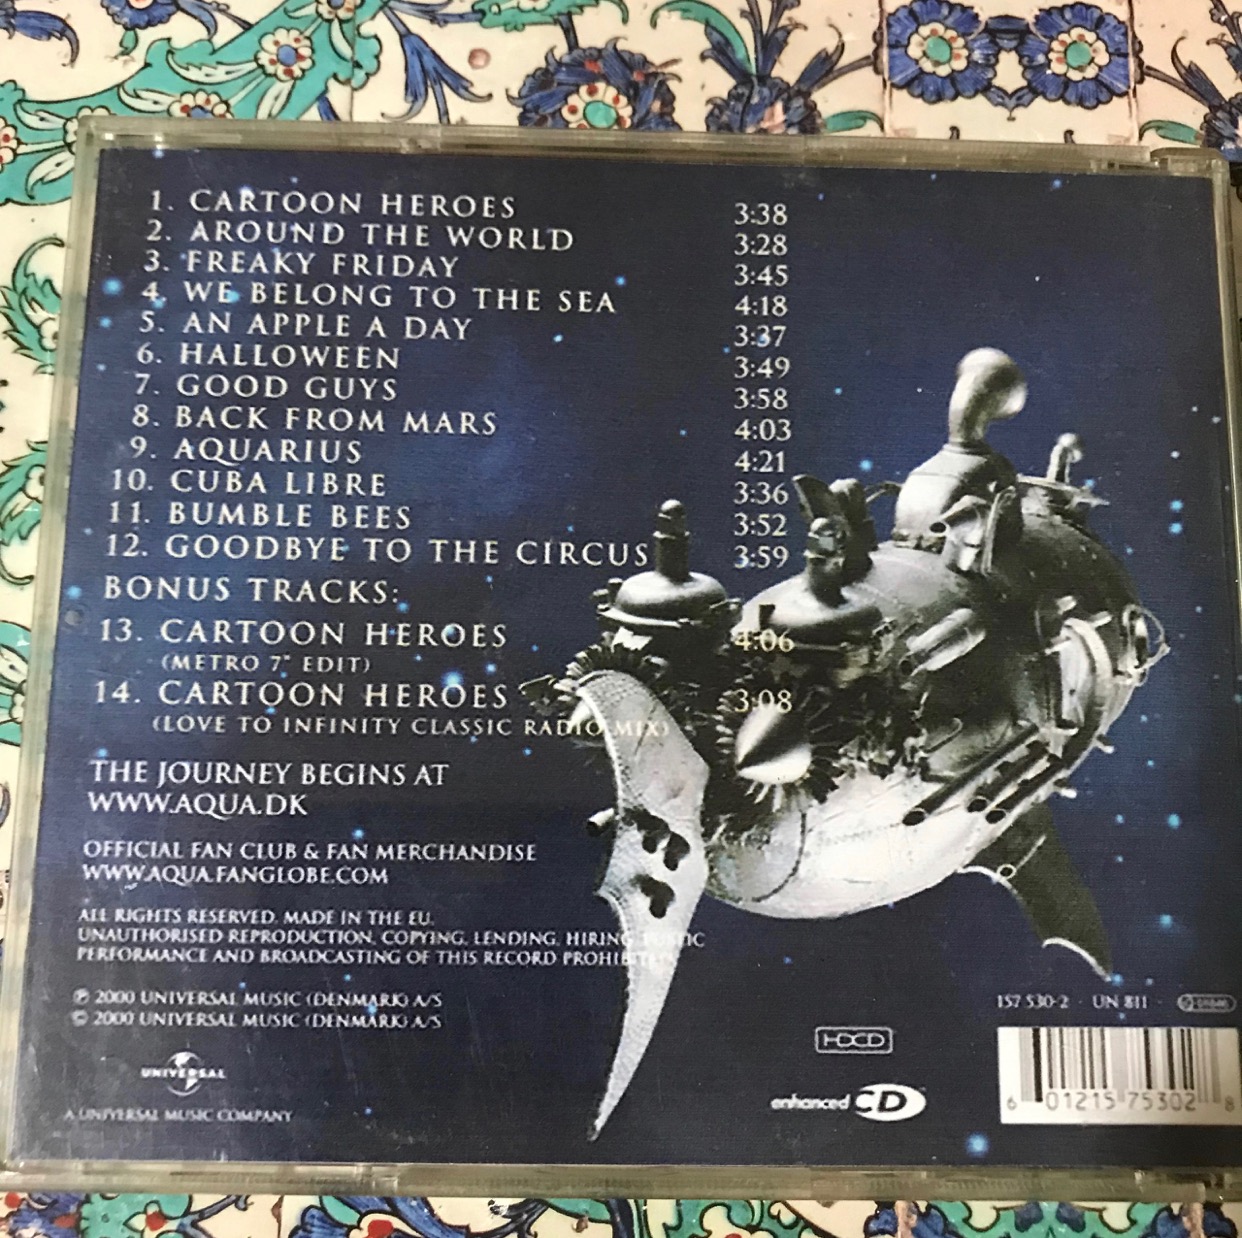 1. CARTOON HEROES 3:38
2. AROUND THE WORLD 3:28
3. FREAKY FRIDAY 3:45
4. WE BELONG TO THE SEA 4:18
5. AN APPLE A DAY 3:37
6. HALLOWEEN 3:49
7. GOOD GUYS 3:58
8. BACK FROM MARS 4:03
9. AQUARIUS 4:21
10. CUBA LIBRE 3:36
11. BUMBLE BEES 3:52
12. GOODBYE TO THE CIRCUS 3:59
BONUS TRACKS:
13. CARTOON HEROES 4:06
(METRO 7" EDIT)
14. CARTOON HEROES 3:08
(LOVE TO INFINITY CLASSIC RADIO MIX)
THE JOURNEY BEGINS AT
WWW.AQUA.DK
OFFICIAL FAN CLUB & FAN MERCHANDISE
WWW.AQUA.FANGLOBE.COM
ALL RIGHTS RESERVED. MADE IN THE EU.
UNAUTHORISED REPRODUCTION, COPYING, LENDING, HIRING, PUBLIC
PERFORMANCE AND BROADCASTING OF THIS RECORD PROHIBITED.
℗ 2000 UNIVERSAL MUSIC (DENMARK) A/S
© 2000 UNIVERSAL MUSIC (DENMARK) A/S
UNIVERSAL
A UNIVERSAL MUSIC COMPANY
157 530-2 · UN 811 ·
HDCD
enhanced CD
6 01215 75302 8